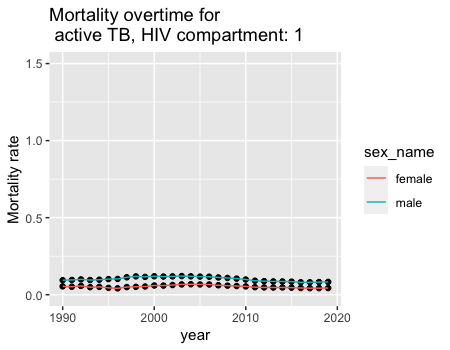 Mortality overtime for
active TB, HIV compartment: 1
1.5
1.0
0.5
0.0
Mortality rate
1990
2000
2010
2020
year
sex_name
female
male